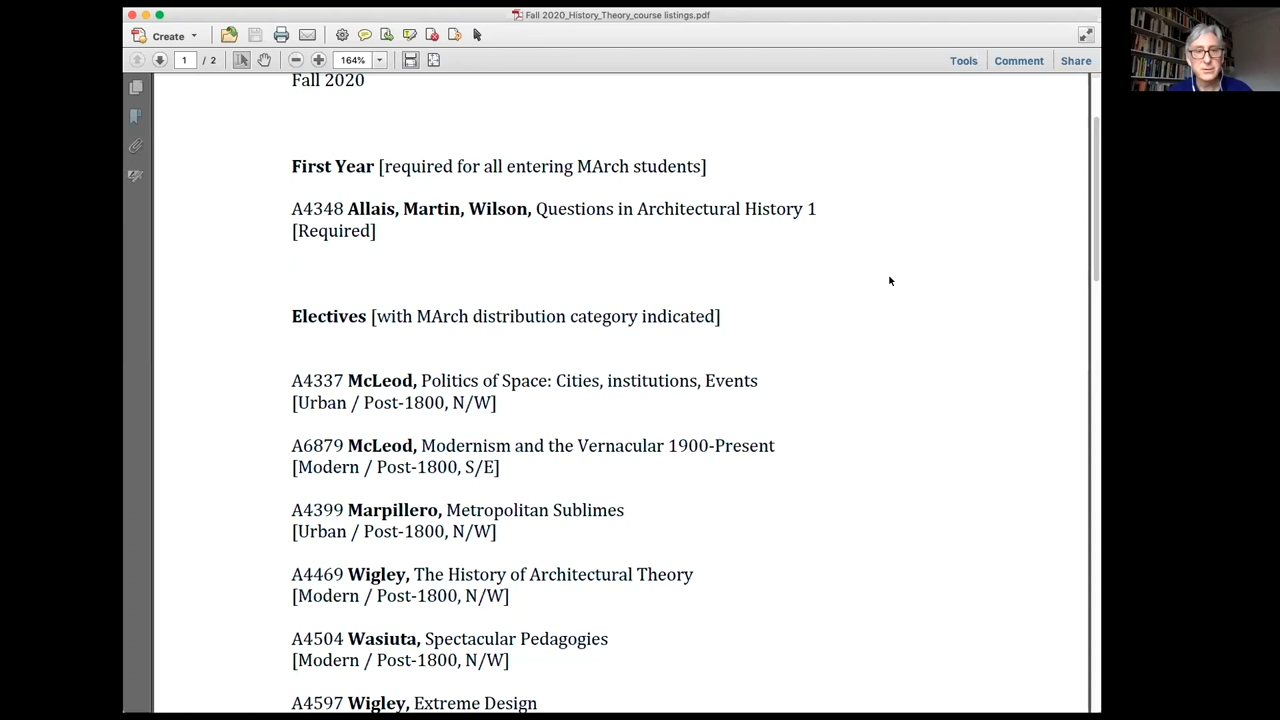 Fall 2020_History_Theory_course listings.pdf
Create
1 / 2
164%
Tools
Comment
Share
Fall 2020
First Year [required for all entering MArch students]
A4348 Allais, Martin, Wilson, Questions in Architectural History 1
[Required]
Electives [with MArch distribution category indicated]
A4337 McLeod, Politics of Space: Cities, institutions, Events
[Urban / Post-1800, N/W]
A6879 McLeod, Modernism and the Vernacular 1900-Present
[Modern / Post-1800, S/E]
A4399 Marpillero, Metropolitan Sublimes
[Urban / Post-1800, N/W]
A4469 Wigley, The History of Architectural Theory
[Modern / Post-1800, N/W]
A4504 Wasiuta, Spectacular Pedagogies
[Modern / Post-1800, N/W]
A4597 Wigley, Extreme Design